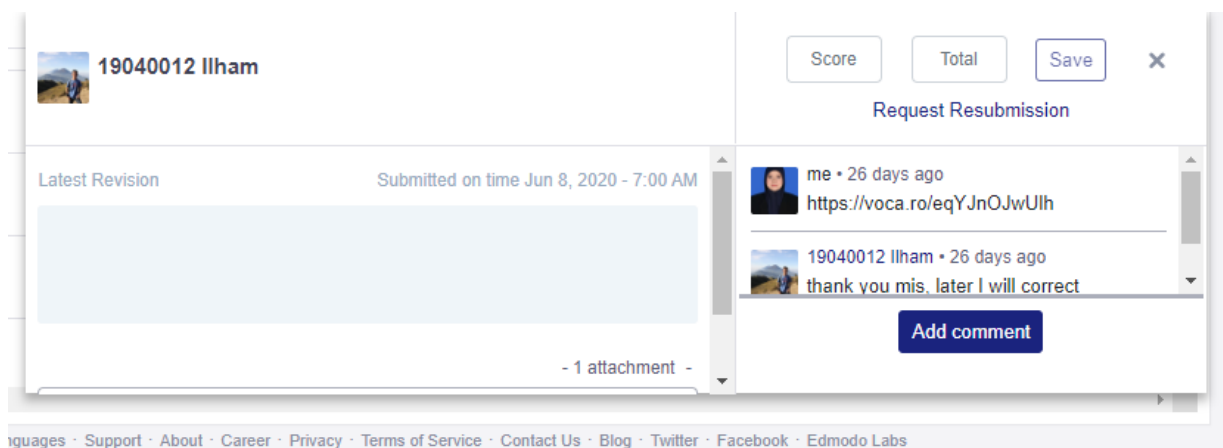 19040012 Ilham
Score
Total
Save
×
Request Resubmission
Latest Revision
Submitted on time Jun 8, 2020 - 7:00 AM
- 1 attachment -
me • 26 days ago
https://voca.ro/eqYJnOJwUlh
19040012 Ilham • 26 days ago
thank you mis, later I will correct
Add comment
nguages · Support · About · Career · Privacy · Terms of Service · Contact Us · Blog · Twitter · Facebook · Edmodo Labs